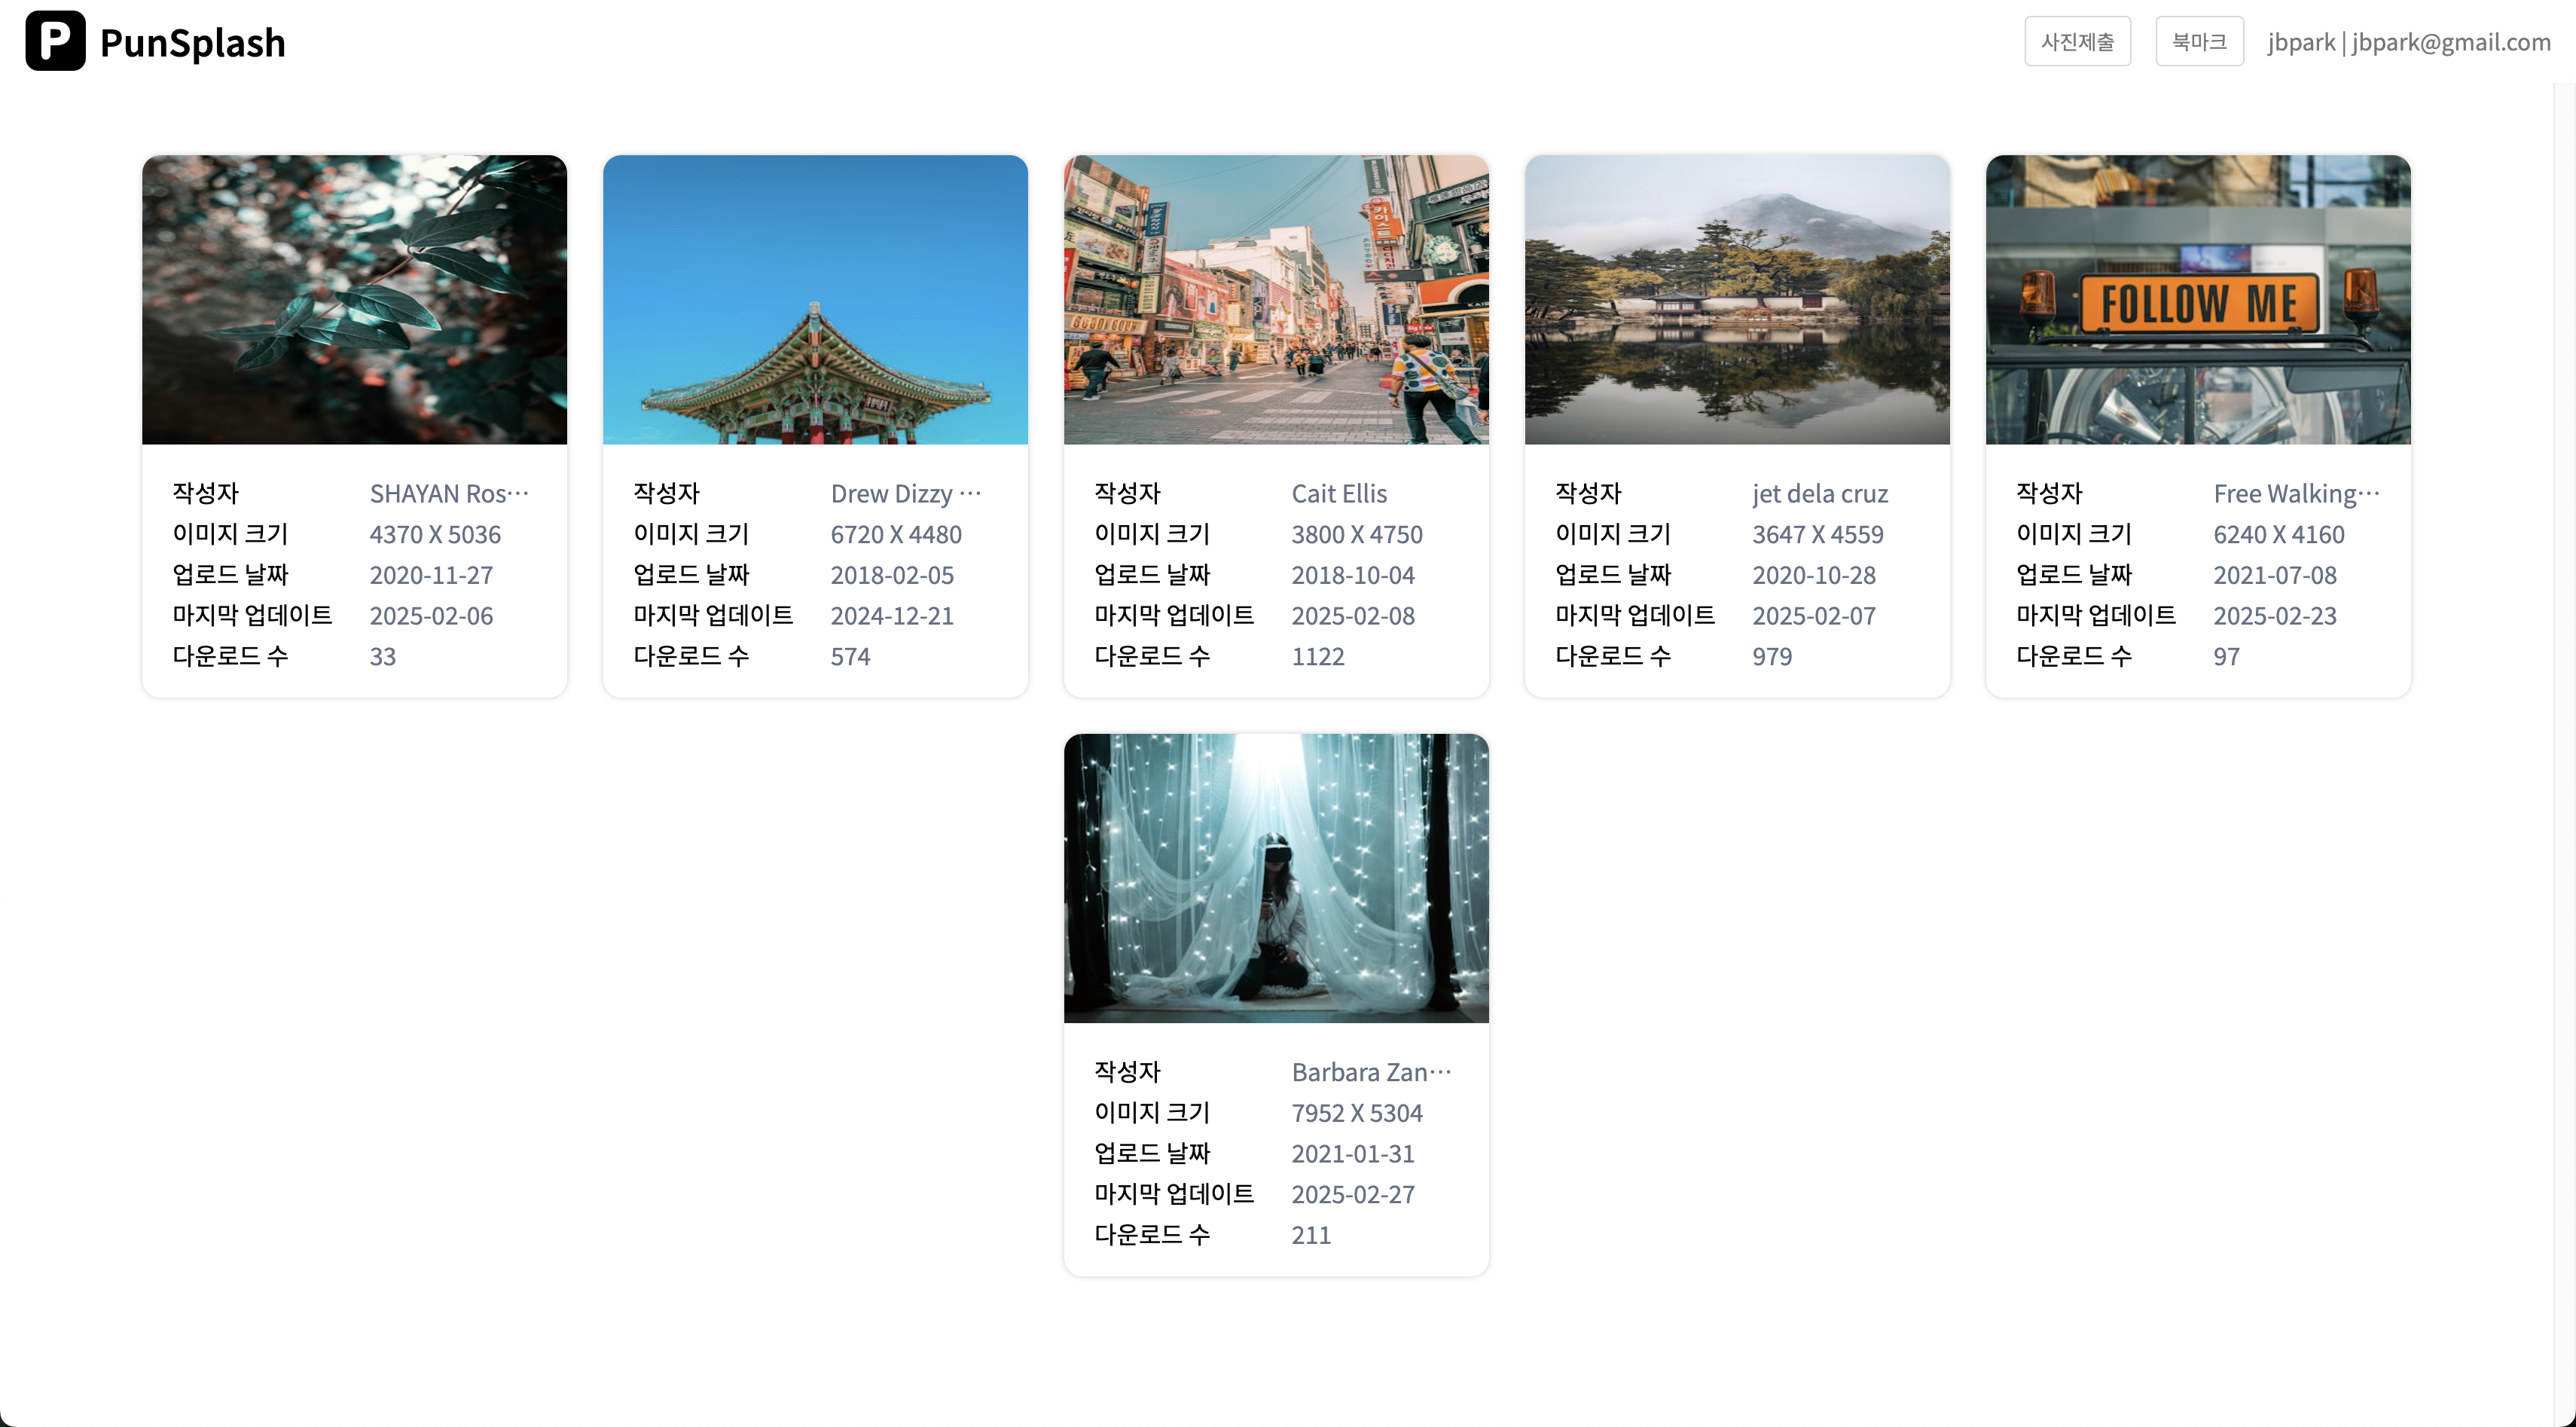 P PunSplash
사진제출 북마크 jbpark | jbpark@gmail.com
FOLLOW ME
작성자 SHAYAN Ros…
이미지 크기 4370 X 5036
업로드 날짜 2020-11-27
마지막 업데이트 2025-02-06
다운로드 수 33
작성자 Drew Dizzy …
이미지 크기 6720 X 4480
업로드 날짜 2018-02-05
마지막 업데이트 2024-12-21
다운로드 수 574
작성자 Cait Ellis
이미지 크기 3800 X 4750
업로드 날짜 2018-10-04
마지막 업데이트 2025-02-08
다운로드 수 1122
작성자 jet dela cruz
이미지 크기 3647 X 4559
업로드 날짜 2020-10-28
마지막 업데이트 2025-02-07
다운로드 수 979
작성자 Free Walking…
이미지 크기 6240 X 4160
업로드 날짜 2021-07-08
마지막 업데이트 2025-02-23
다운로드 수 97
작성자 Barbara Zan…
이미지 크기 7952 X 5304
업로드 날짜 2021-01-31
마지막 업데이트 2025-02-27
다운로드 수 211